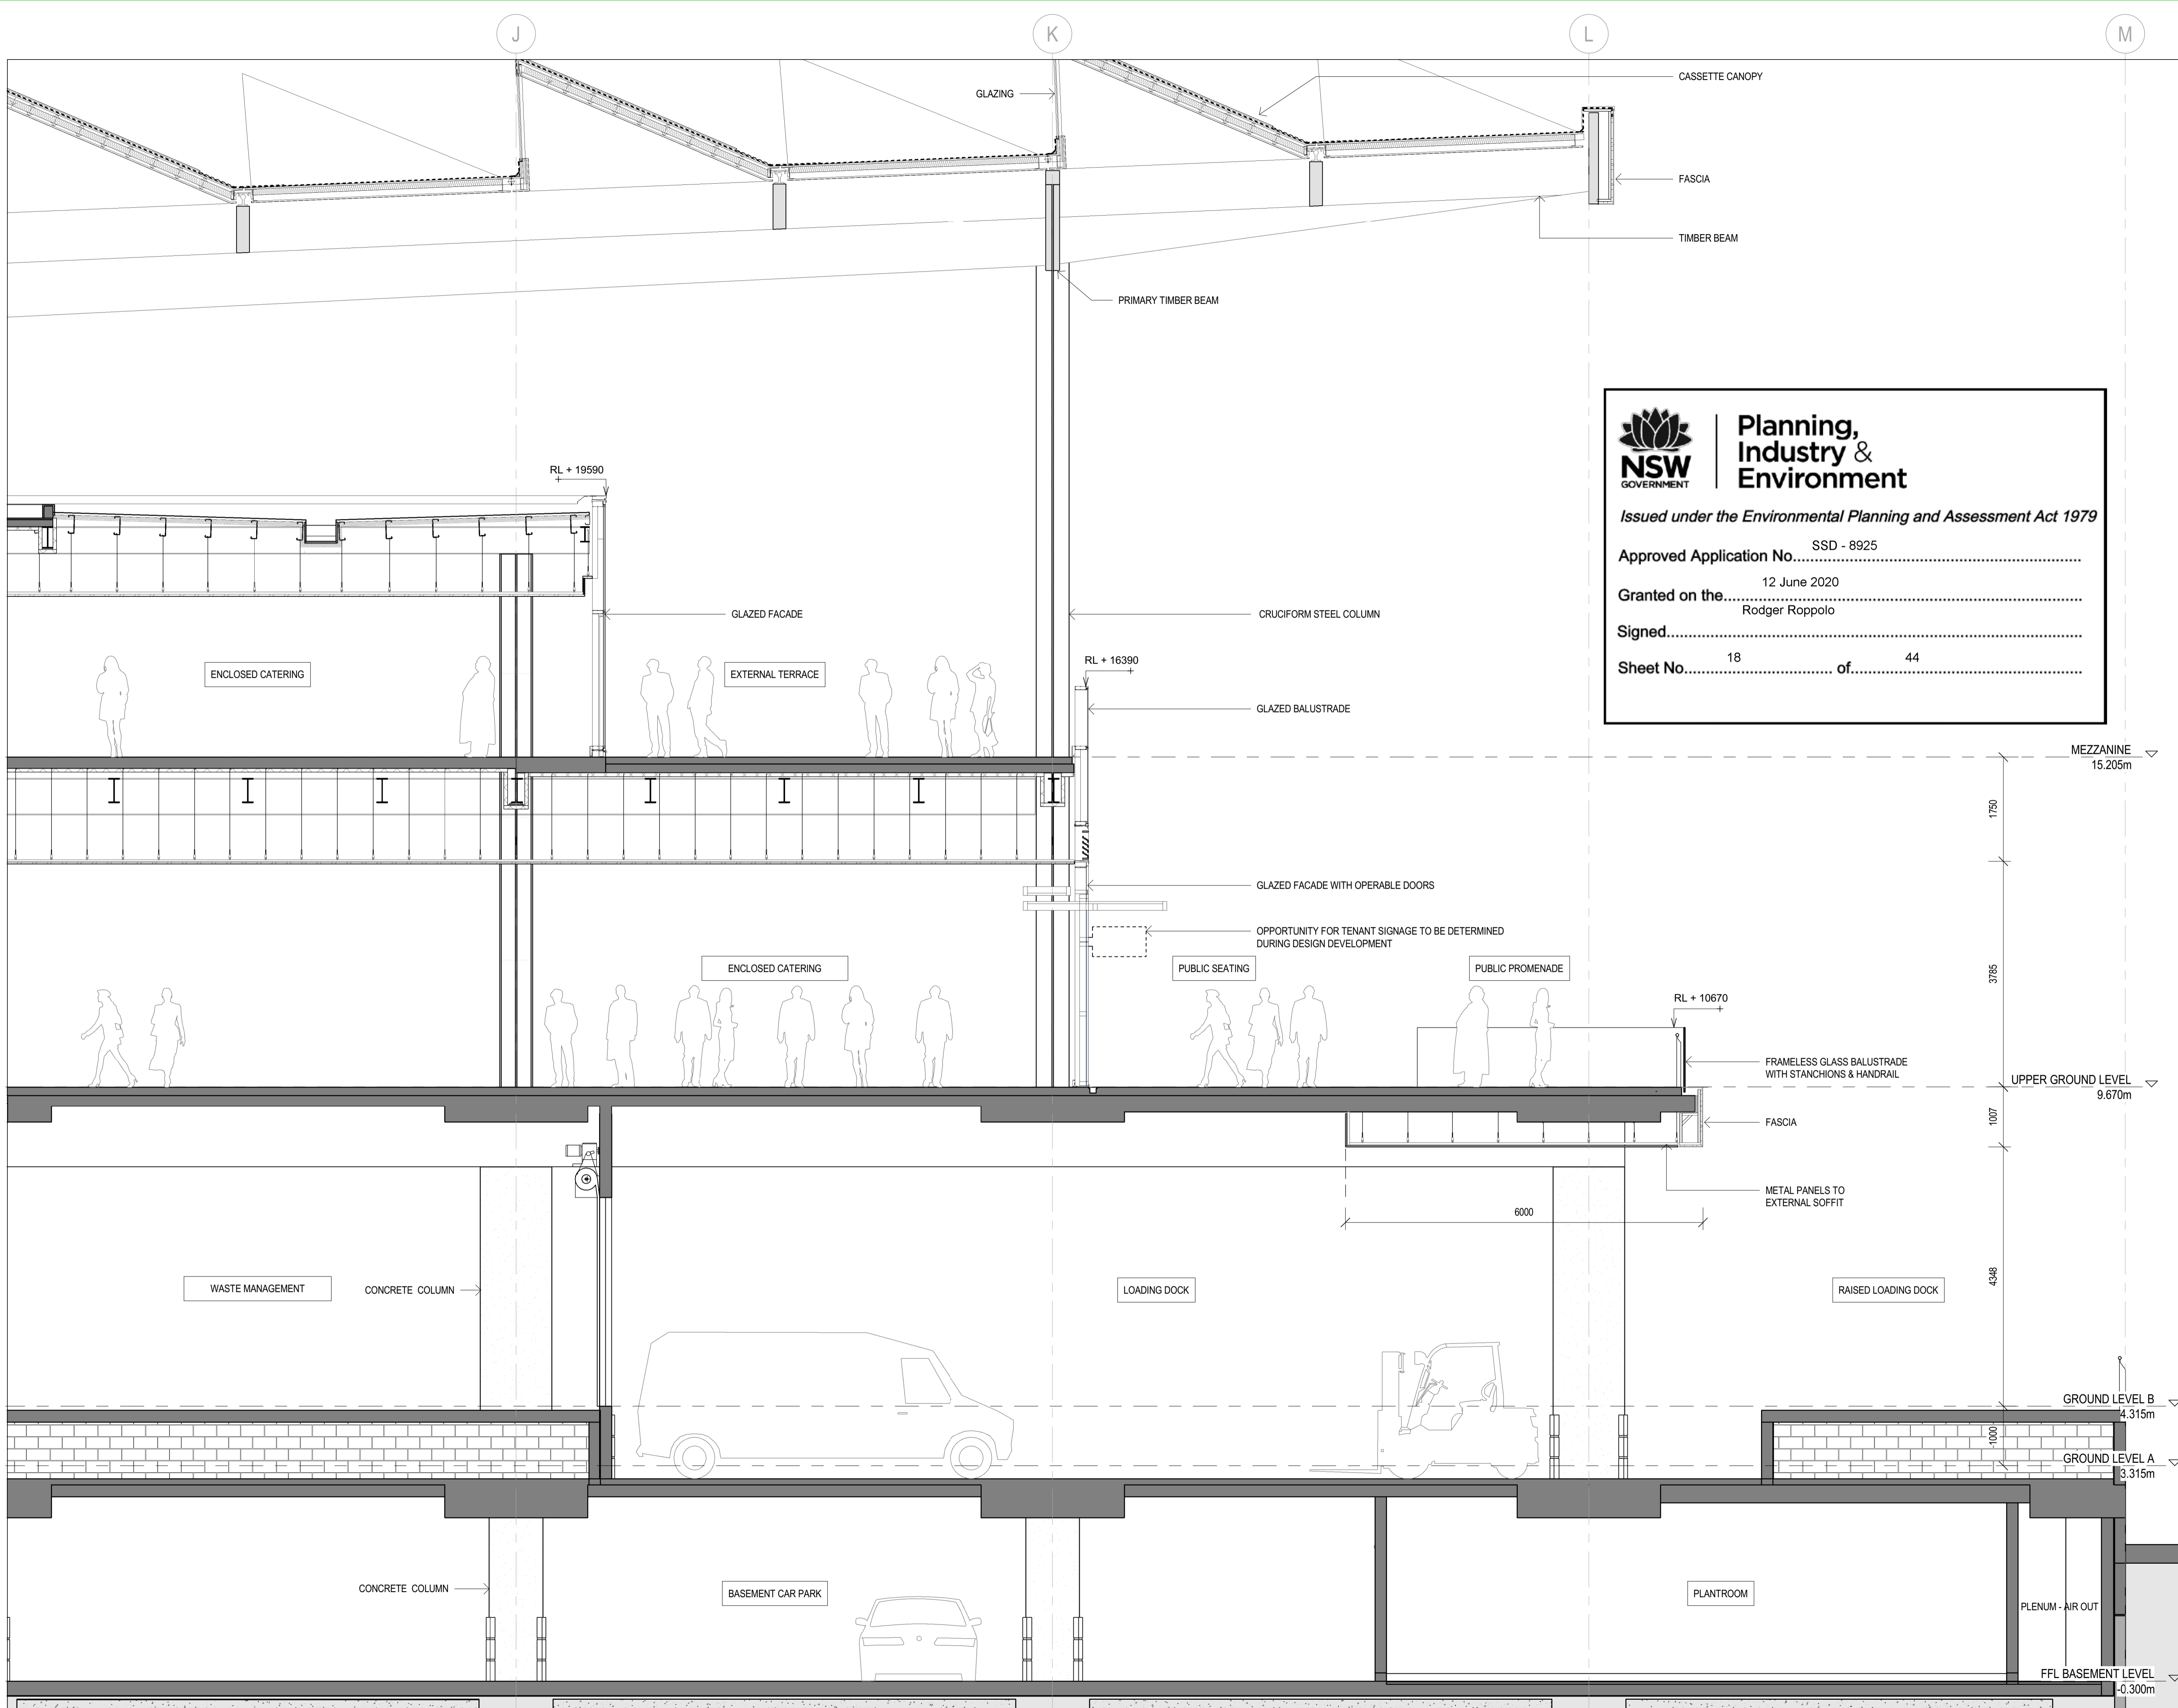 J
K
L
M
CASSETTE CANOPY
GLAZING
FASCIA
TIMBER BEAM
PRIMARY TIMBER BEAM
NSW
GOVERNMENT
Planning,
Industry &
Environment
Issued under the Environmental Planning and Assessment Act 1979
Approved Application No. SSD - 8925
Granted on the 12 June 2020
Rodger Roppolo
Signed
Sheet No. 18 of 44
RL + 19590
GLAZED FACADE
CRUCIFORM STEEL COLUMN
ENCLOSED CATERING
EXTERNAL TERRACE
RL + 16390
GLAZED BALUSTRADE
MEZZANINE
15.205m
1750
GLAZED FACADE WITH OPERABLE DOORS
OPPORTUNITY FOR TENANT SIGNAGE TO BE DETERMINED
DURING DESIGN DEVELOPMENT
ENCLOSED CATERING
PUBLIC SEATING
PUBLIC PROMENADE
3785
RL + 10670
FRAMELESS GLASS BALUSTRADE
WITH STANCHIONS & HANDRAIL
UPPER GROUND LEVEL
9.670m
FASCIA
1007
METAL PANELS TO
EXTERNAL SOFFIT
6000
WASTE MANAGEMENT
CONCRETE COLUMN
LOADING DOCK
4348
RAISED LOADING DOCK
GROUND LEVEL B
4.315m
1000
GROUND LEVEL A
3.315m
CONCRETE COLUMN
BASEMENT CAR PARK
PLANTROOM
PLENUM - AIR OUT
FFL BASEMENT LEVEL
-0.300m